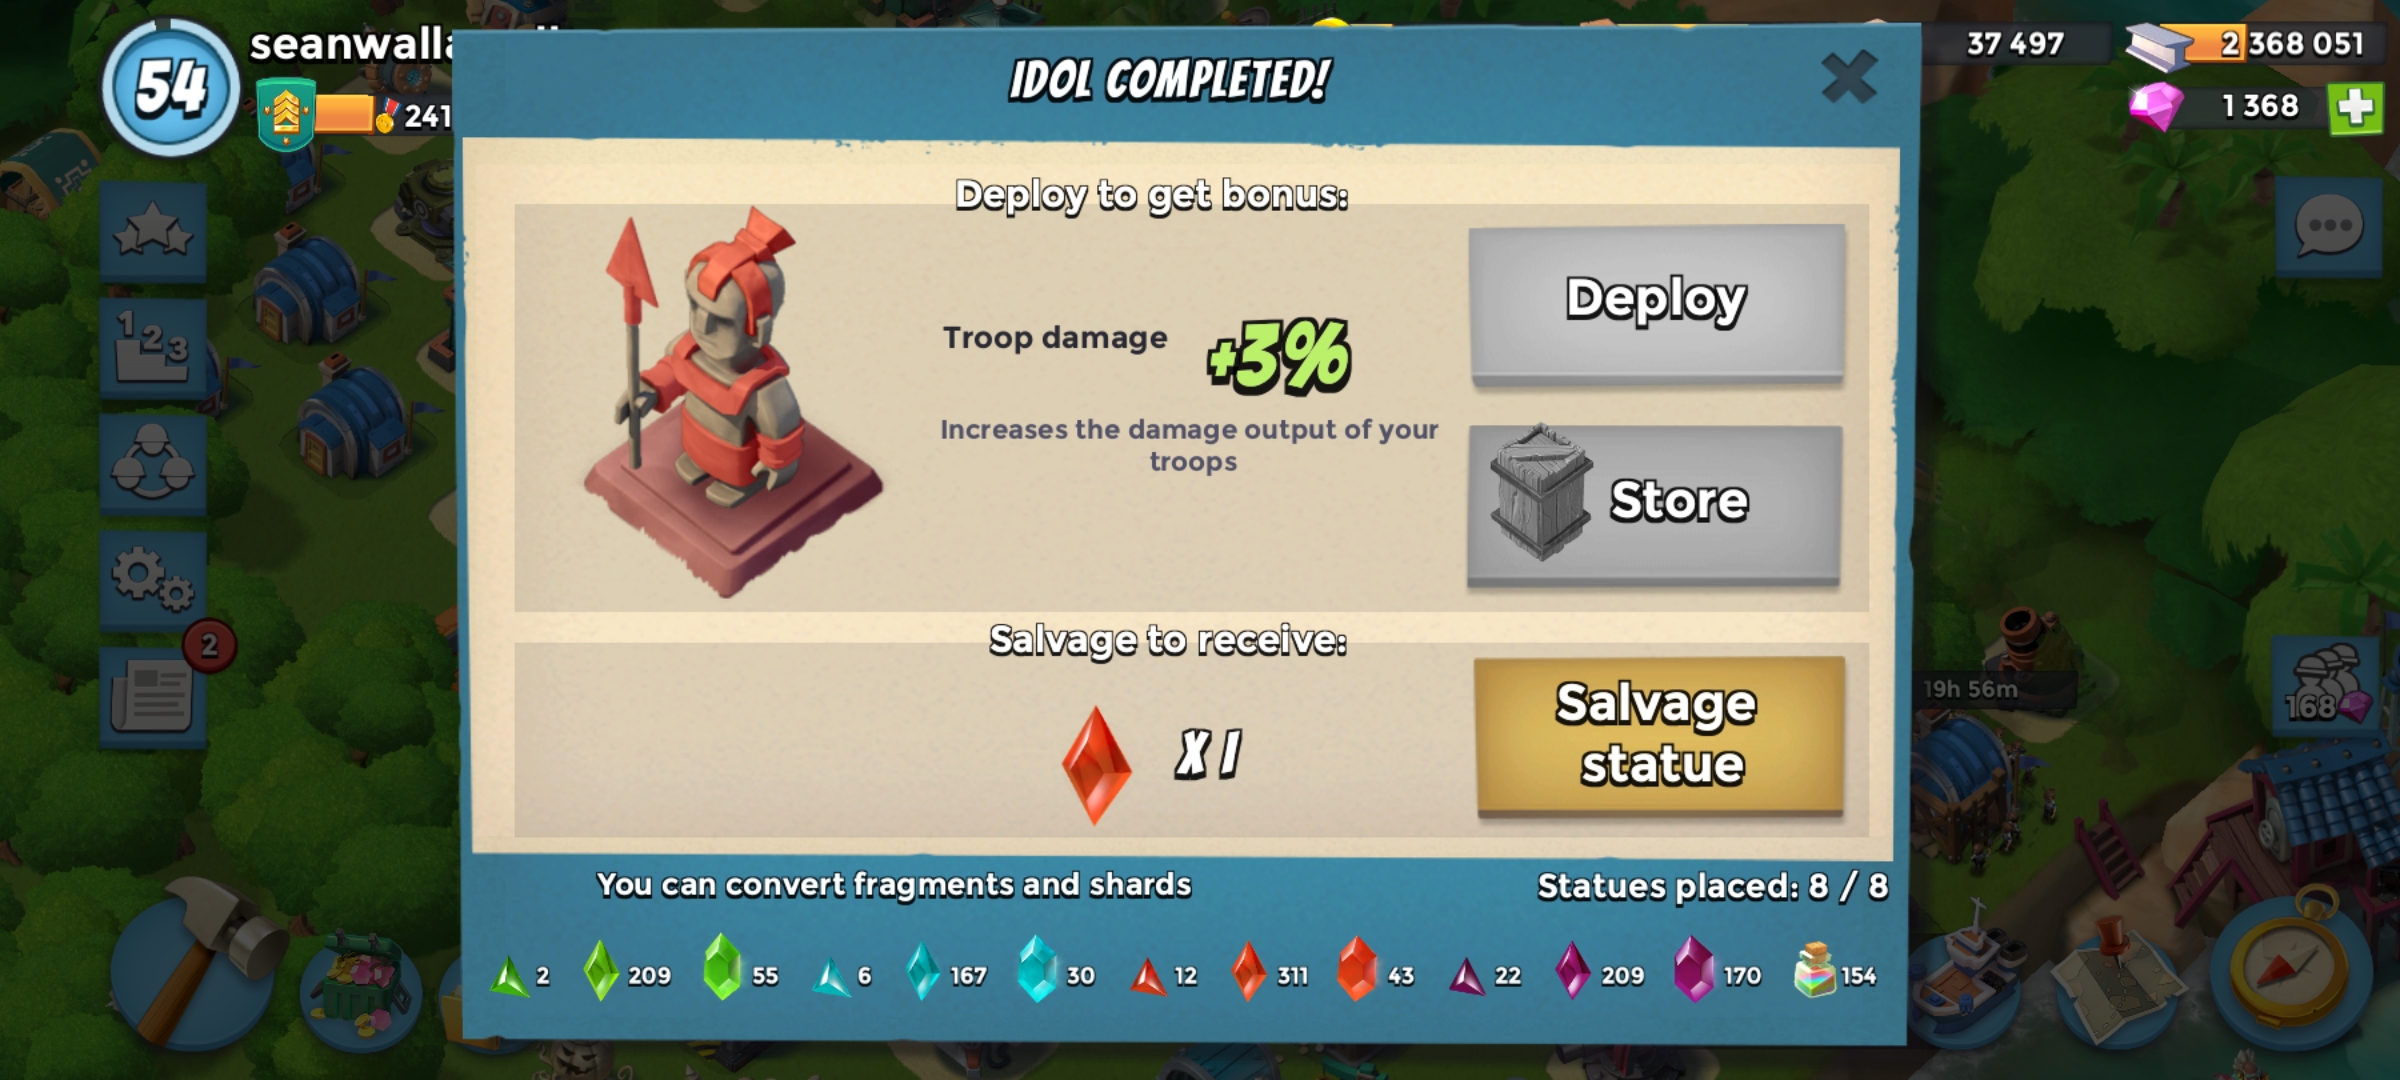 54
241
1 2 3
2
IDOL COMPLETED!
37 497
2 368 051
1 368
Deploy to get bonus:
Troop damage +3%
Increases the damage output of your
troops
Deploy
Store
Salvage to receive:
X 1
Salvage
statue
19h 56m
168
You can convert fragments and shards
Statues placed: 8 / 8
2 209 55 6 167 30 12 311 43 22 209 170 154